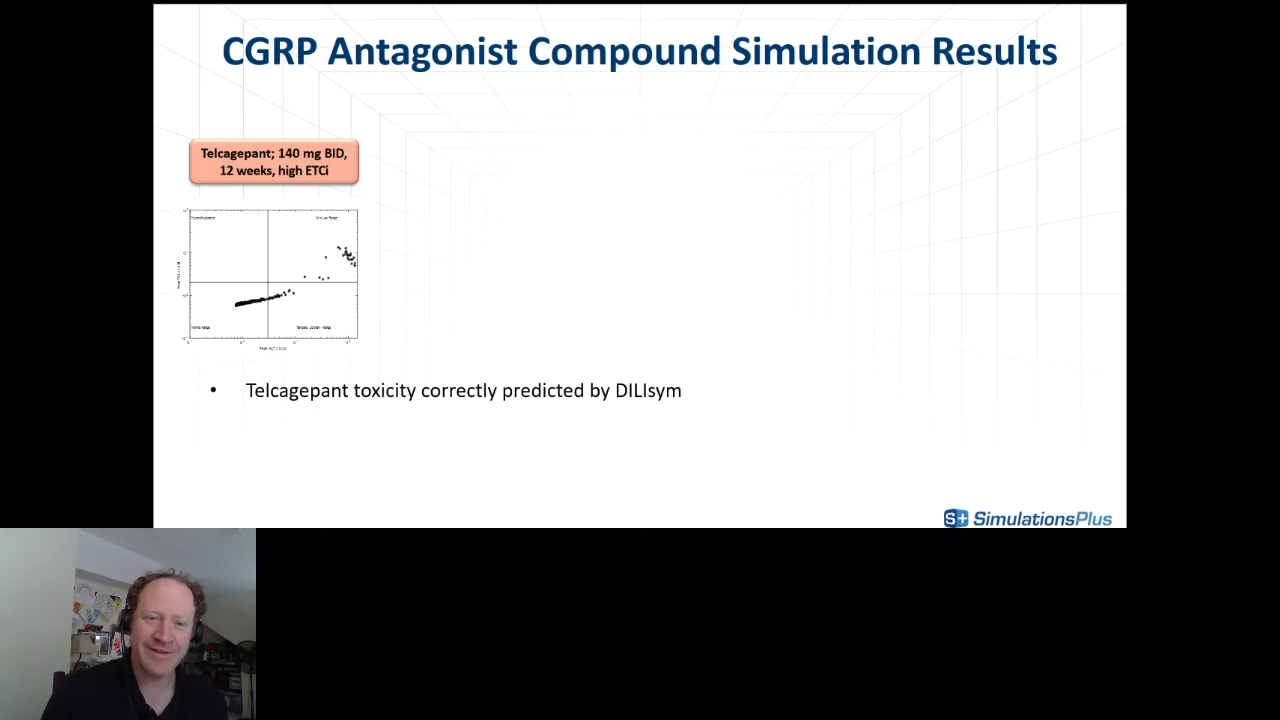 CGRP Antagonist Compound Simulation Results
Telcagepant; 140 mg BID,
12 weeks, high ETCi
• Telcagepant toxicity correctly predicted by DILIsym
S+ SimulationsPlus